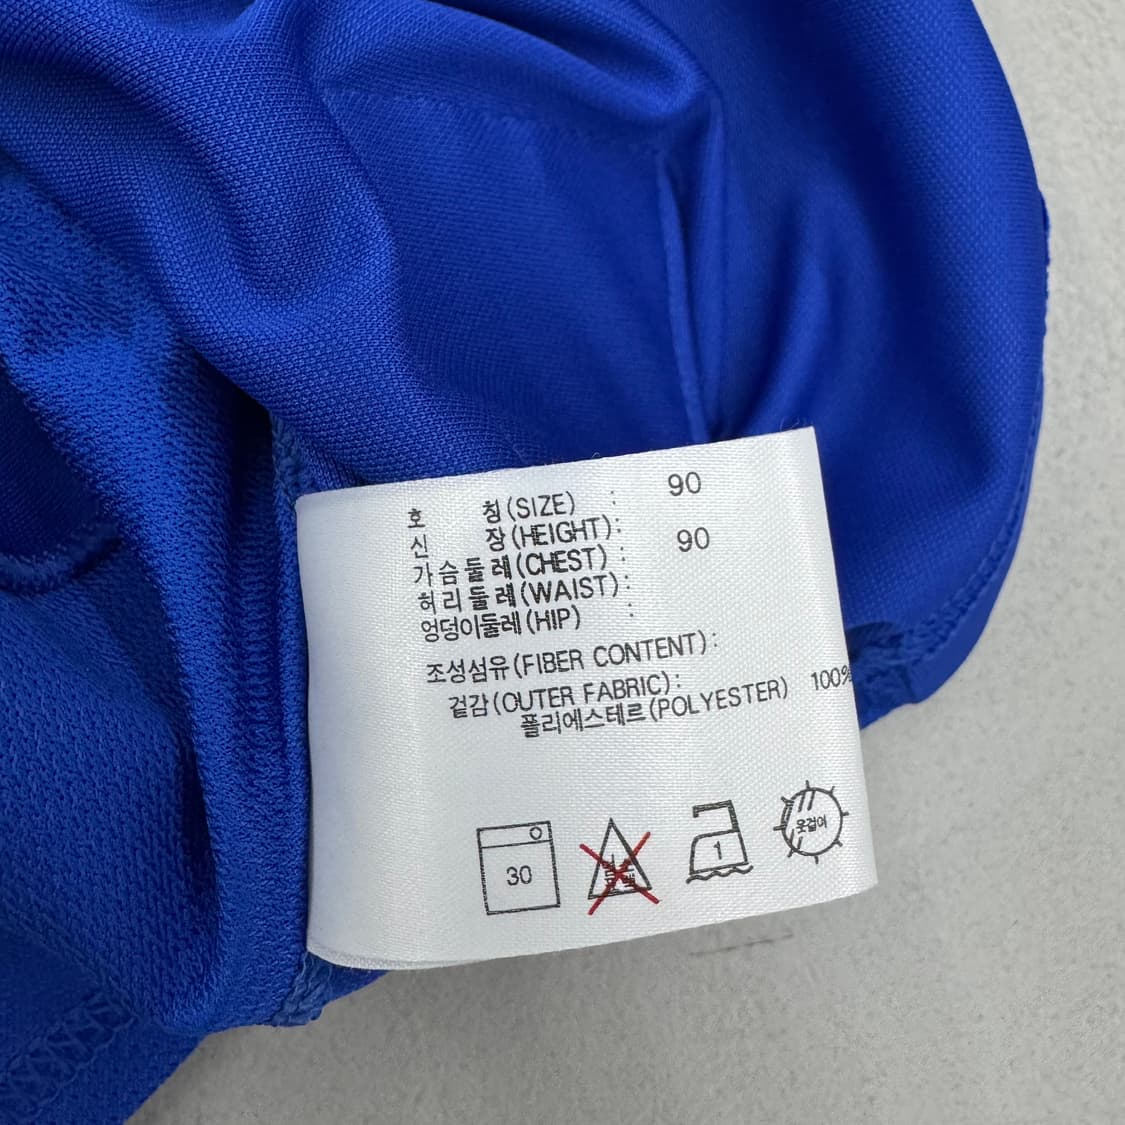 호 칭(SIZE) : 90
신 장(HEIGHT):
가슴둘레(CHEST) : 90
허리둘레(WAIST):
엉덩이둘레(HIP) :
조성섬유(FIBER CONTENT):
겉감(OUTER FABRIC):
폴리에스테르(POLYESTER) 100%
30
1
옷걸이